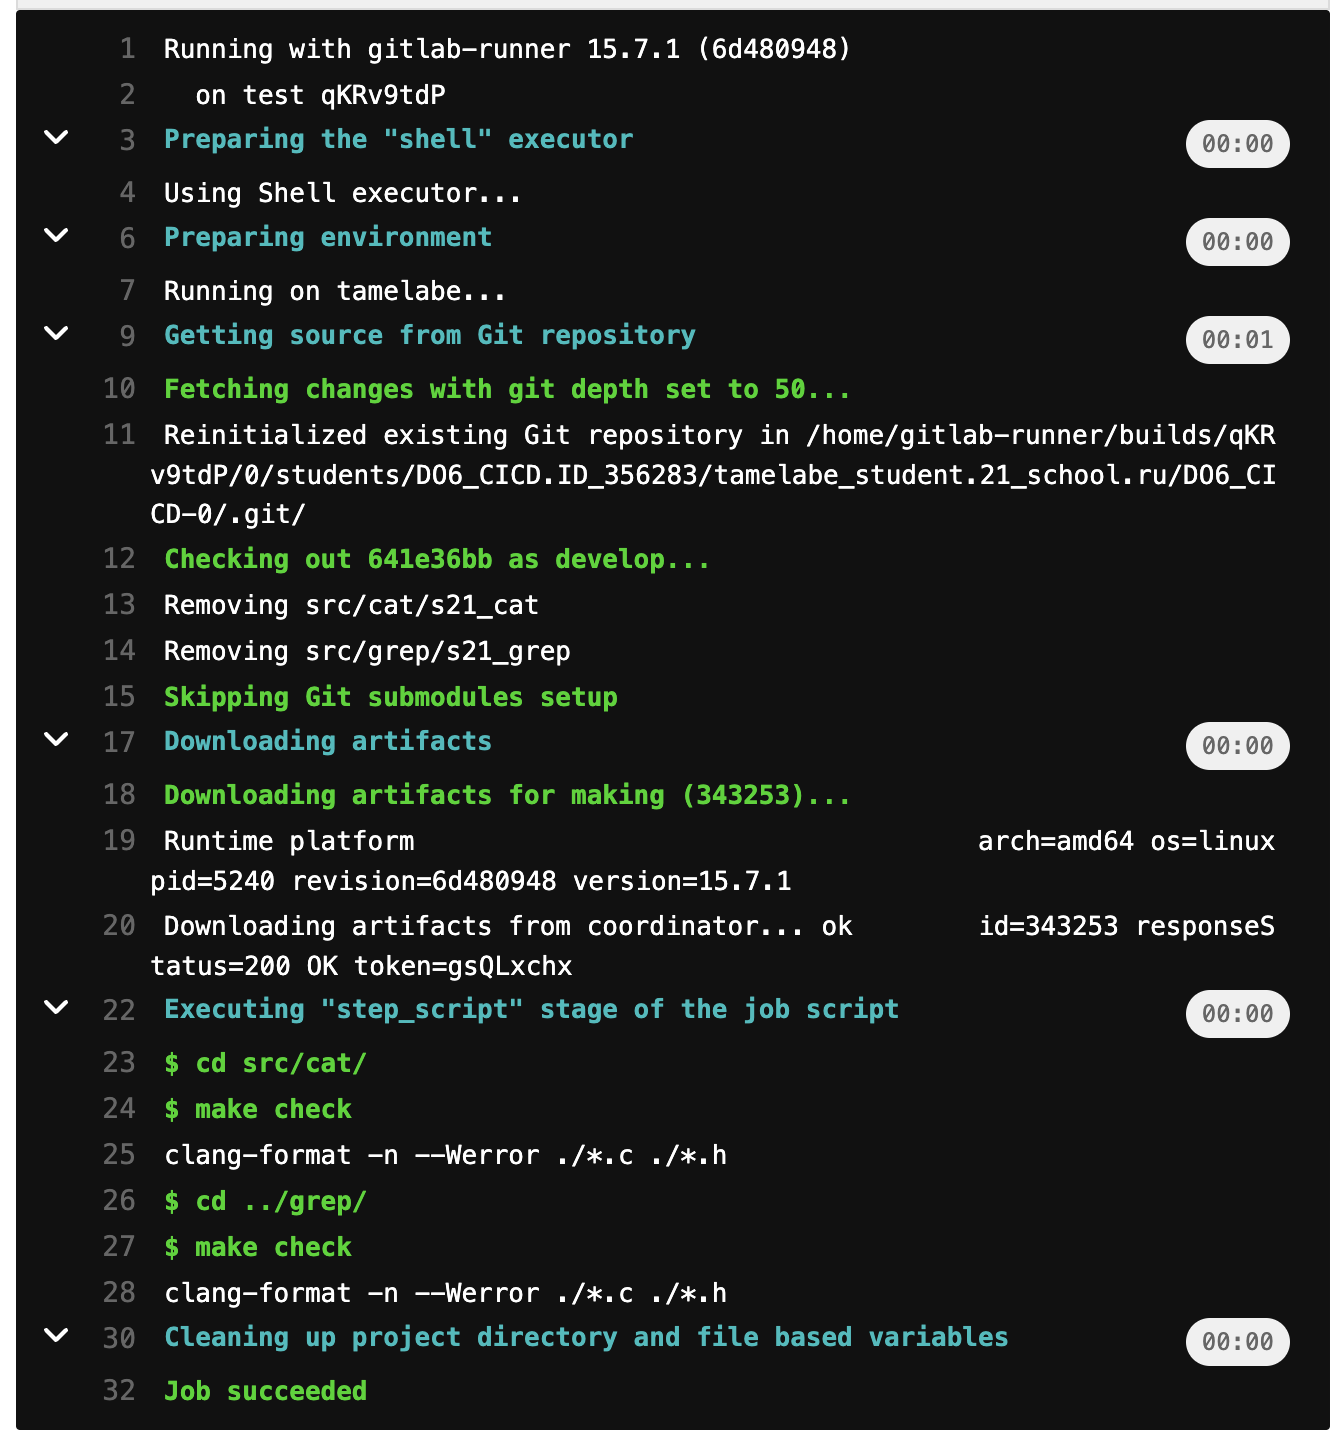 1 Running with gitlab-runner 15.7.1 (6d480948)
2 on test qKRv9tdP
3 Preparing the "shell" executor 00:00
4 Using Shell executor...
6 Preparing environment 00:00
7 Running on tamelabe...
9 Getting source from Git repository 00:01
10 Fetching changes with git depth set to 50...
11 Reinitialized existing Git repository in /home/gitlab-runner/builds/qKR
v9tdP/0/students/DO6_CICD.ID_356283/tamelabe_student.21_school.ru/DO6_CI
CD-0/.git/
12 Checking out 641e36bb as develop...
13 Removing src/cat/s21_cat
14 Removing src/grep/s21_grep
15 Skipping Git submodules setup
17 Downloading artifacts 00:00
18 Downloading artifacts for making (343253)...
19 Runtime platform arch=amd64 os=linux
pid=5240 revision=6d480948 version=15.7.1
20 Downloading artifacts from coordinator... ok id=343253 responseS
tatus=200 OK token=gsQLxchx
22 Executing "step_script" stage of the job script 00:00
23 $ cd src/cat/
24 $ make check
25 clang-format -n --Werror ./*.c ./*.h
26 $ cd ../grep/
27 $ make check
28 clang-format -n --Werror ./*.c ./*.h
30 Cleaning up project directory and file based variables 00:00
32 Job succeeded